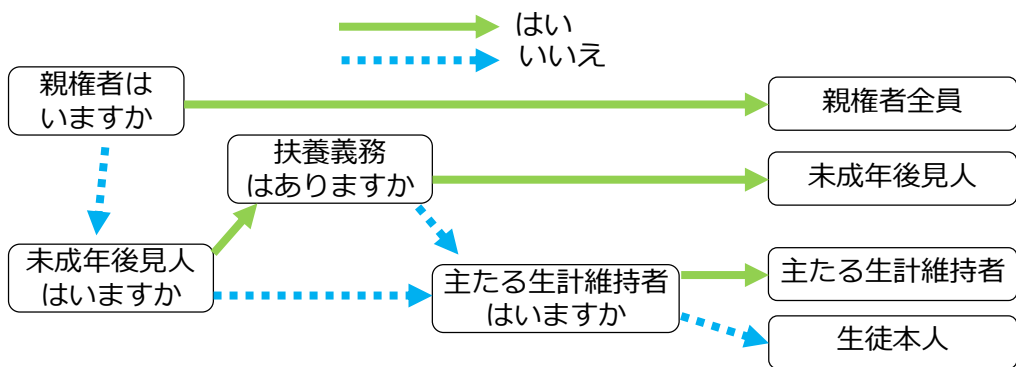 はい
いいえ
親権者は
いますか
親権者全員
扶養義務
はありますか
未成年後見人
未成年後見人
はいますか
主たる生計維持者
はいますか
主たる生計維持者
生徒本人